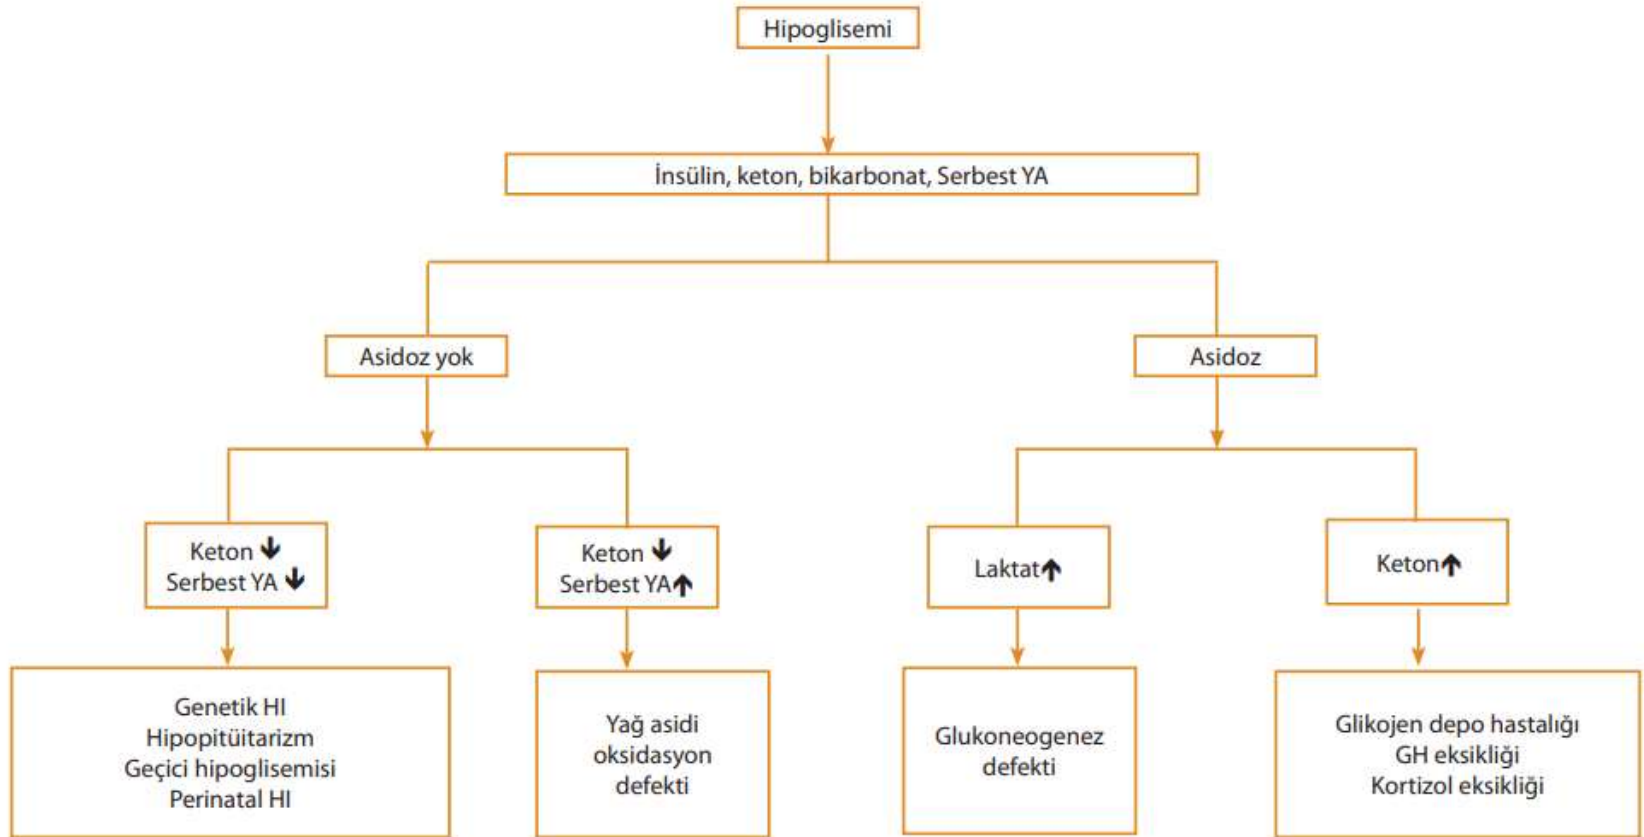 Hipoglisemi
İnsülin, keton, bikarbonat, Serbest YA
Asidoz yok
Asidoz
Keton ↓
Serbest YA ↓
Keton ↓
Serbest YA↑
Laktat↑
Keton↑
Genetik HI
Hipopitüitarizm
Geçici hipoglisemisi
Perinatal HI
Yağ asidi
oksidasyon
defekti
Glukoneogenez
defekti
Glikojen depo hastalığı
GH eksikliği
Kortizol eksikliği